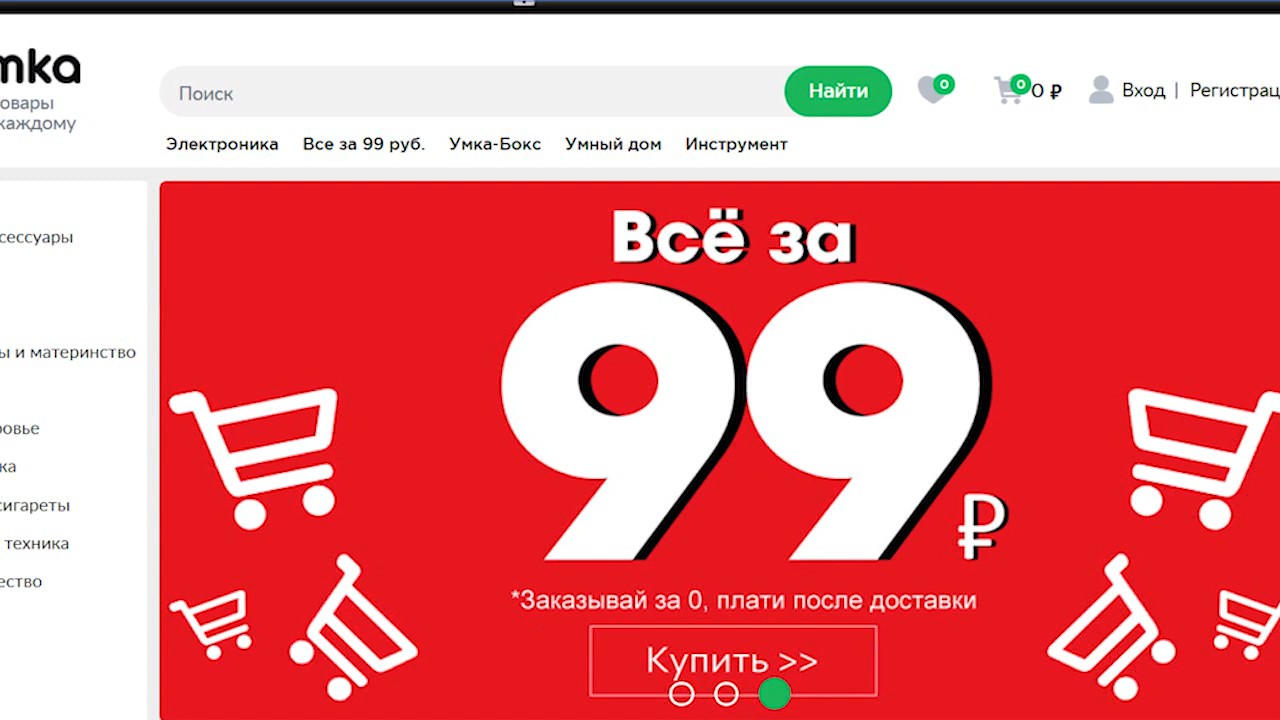 мка
овары
каждому
Поиск
Найти
0
0
0 ₽
Вход | Регистрац
Электроника Все за 99 руб. Умка-Бокс Умный дом Инструмент
сессуары
ы и материнство
ровье
ка
сигареты
техника
ество
Всё за
99 ₽
*Заказывай за 0, плати после доставки
Купить >>